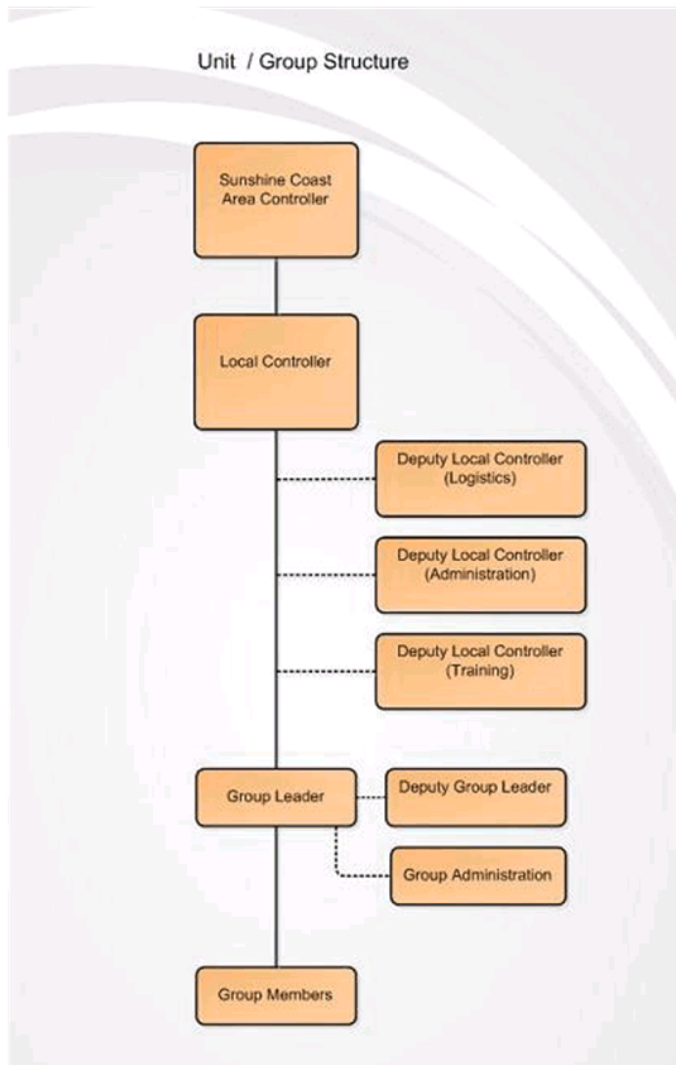 Unit / Group Structure
Sunshine Coast
Area Controller
Local Controller
Deputy Local Controller
(Logistics)
Deputy Local Controller
(Administration)
Deputy Local Controller
(Training)
Group Leader
Deputy Group Leader
Group Administration
Group Members